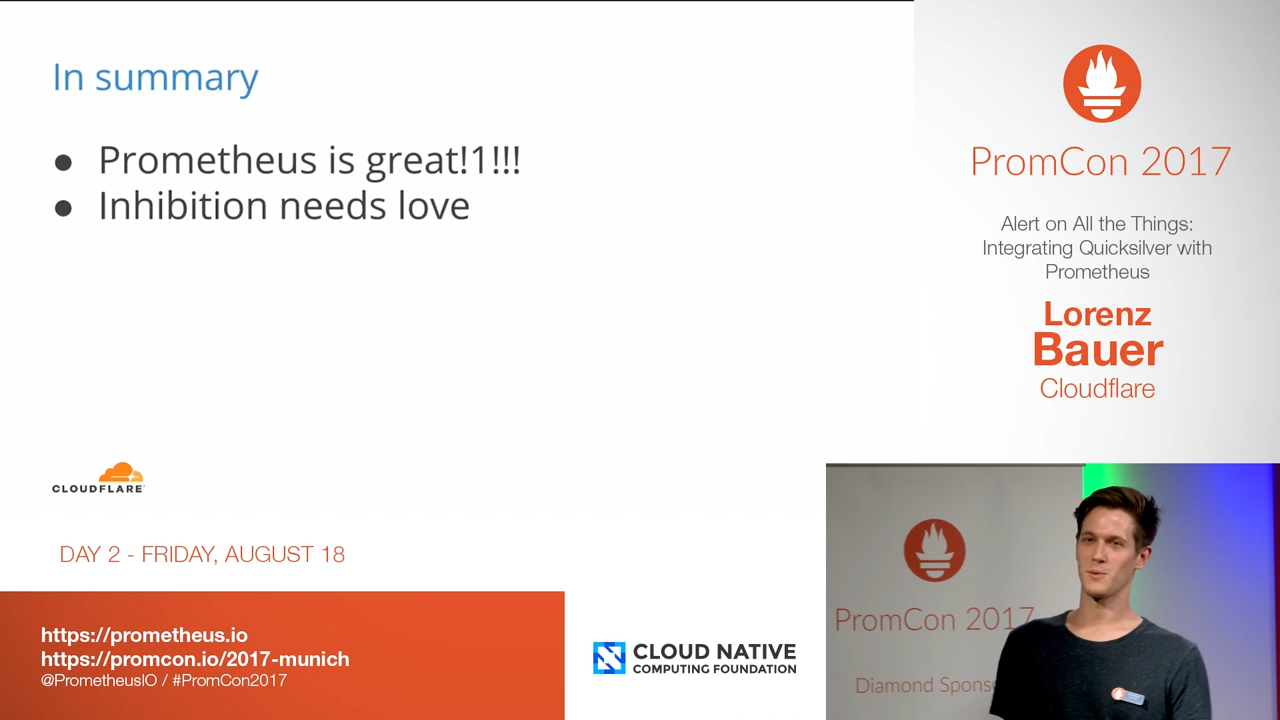 In summary
● Prometheus is great!1!!!
● Inhibition needs love
CLOUDFLARE
PromCon 2017
Alert on All the Things:
Integrating Quicksilver with
Prometheus
Lorenz
Bauer
Cloudflare
DAY 2 - FRIDAY, AUGUST 18
https://prometheus.io
https://promcon.io/2017-munich
@PrometheusIO / #PromCon2017
CLOUD NATIVE
COMPUTING FOUNDATION
PromCon 2017
Diamond Spons